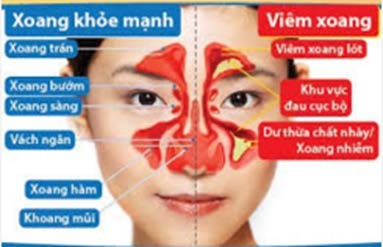 Xoang khỏe mạnh
Xoang trán
Xoang bướm
Xoang sàng
Vách ngăn
Xoang hàm
Khoang mũi
Viêm xoang
Viêm xoang lót
Khu vực
đau cục bộ
Dư thừa chất nhày/
Xoang nhiễm